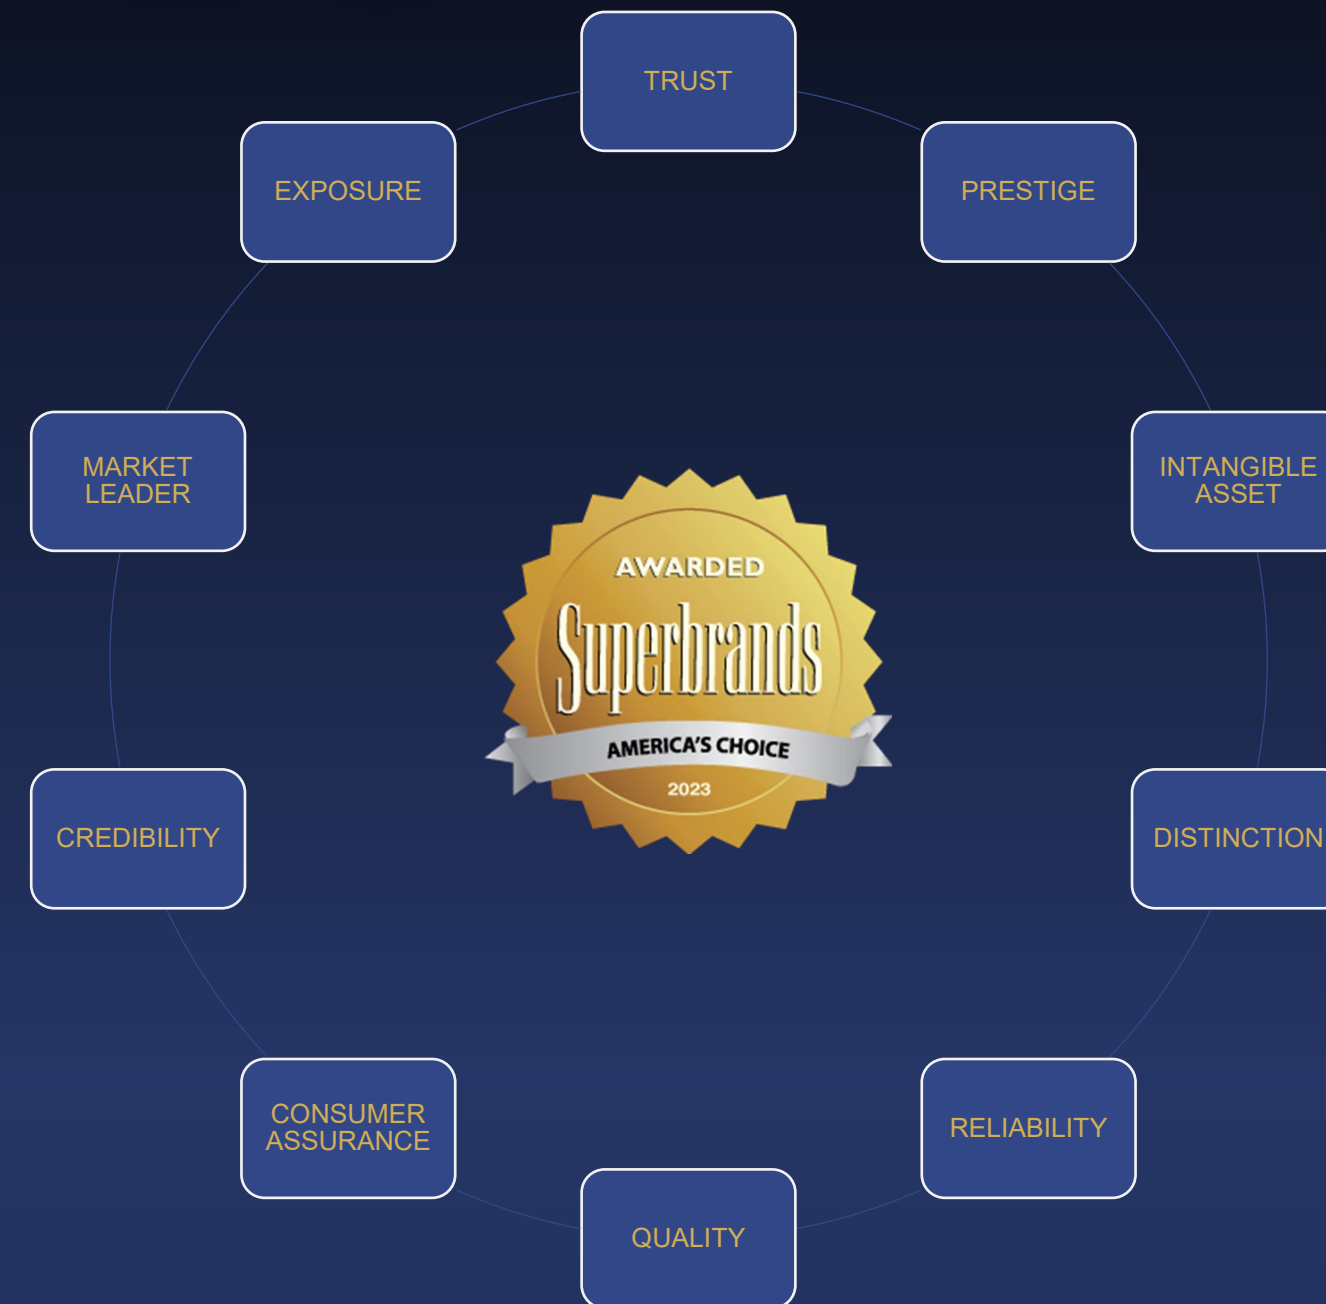 TRUST
PRESTIGE
INTANGIBLE
ASSET
DISTINCTION
RELIABILITY
QUALITY
CONSUMER
ASSURANCE
CREDIBILITY
MARKET
LEADER
EXPOSURE
AWARDED
Superbrands
AMERICA'S CHOICE
2023